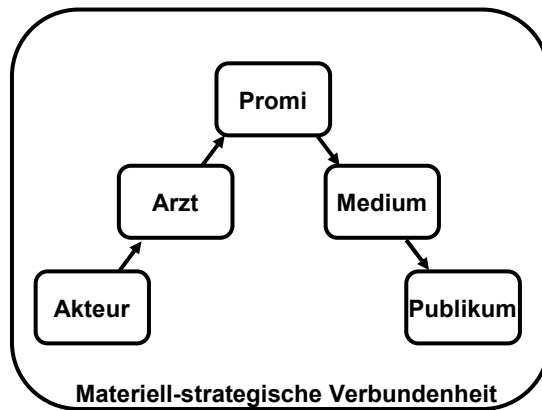 Promi
Arzt
Medium
Akteur
Publikum
Materiell-strategische Verbundenheit